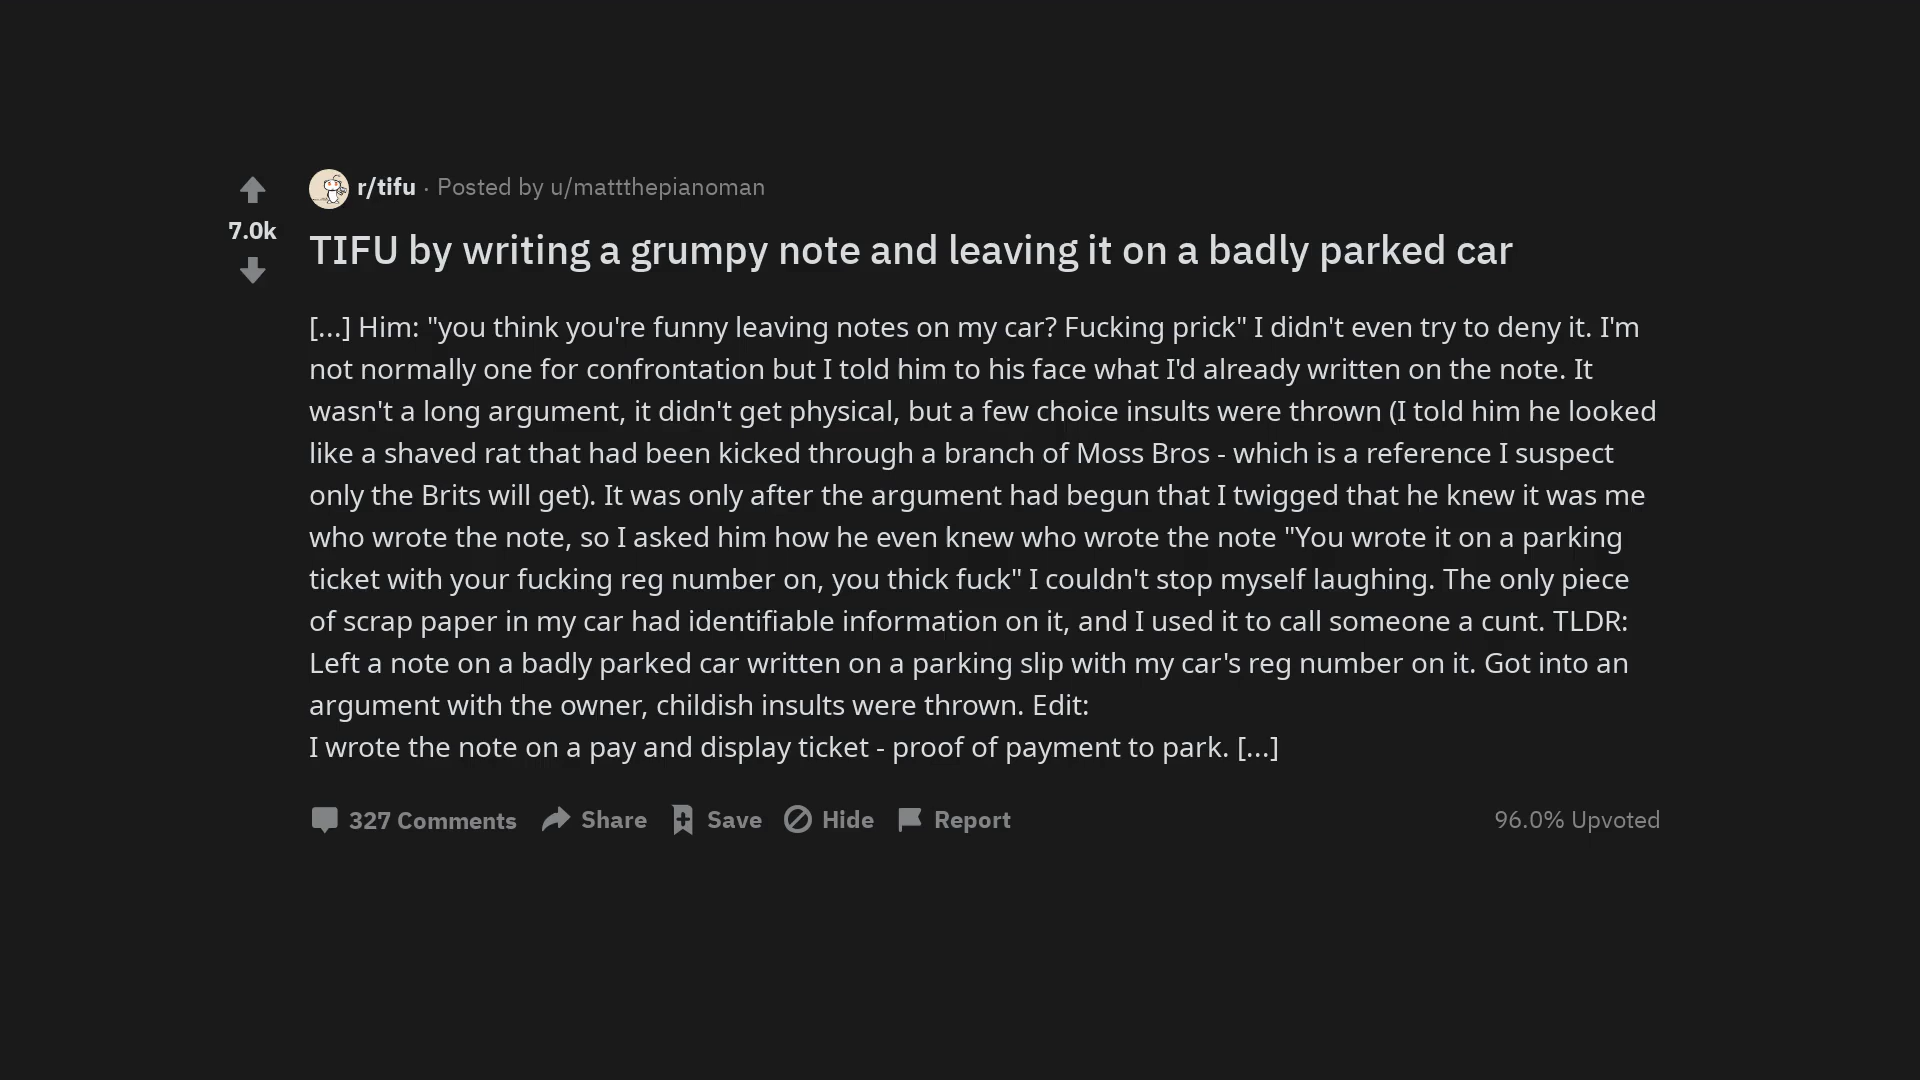 r/tifu · Posted by u/mattthepianoman
7.0k
TIFU by writing a grumpy note and leaving it on a badly parked car
[...] Him: "you think you're funny leaving notes on my car? Fucking prick" I didn't even try to deny it. I'm
not normally one for confrontation but I told him to his face what I'd already written on the note. It
wasn't a long argument, it didn't get physical, but a few choice insults were thrown (I told him he looked
like a shaved rat that had been kicked through a branch of Moss Bros - which is a reference I suspect
only the Brits will get). It was only after the argument had begun that I twigged that he knew it was me
who wrote the note, so I asked him how he even knew who wrote the note "You wrote it on a parking
ticket with your fucking reg number on, you thick fuck" I couldn't stop myself laughing. The only piece
of scrap paper in my car had identifiable information on it, and I used it to call someone a cunt. TLDR:
Left a note on a badly parked car written on a parking slip with my car's reg number on it. Got into an
argument with the owner, childish insults were thrown. Edit:
I wrote the note on a pay and display ticket - proof of payment to park. [...]
327 Comments Share Save Hide Report 96.0% Upvoted